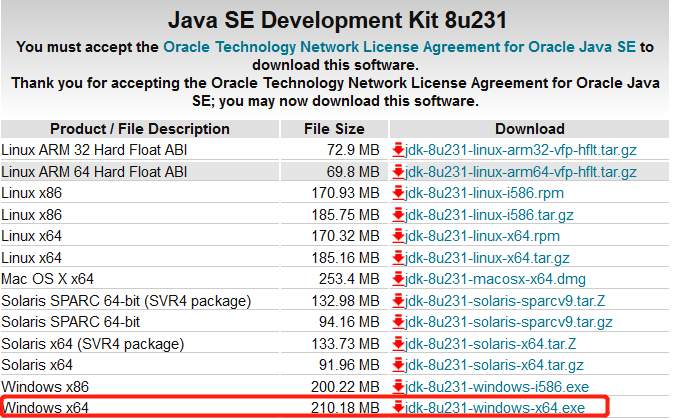 Java SE Development Kit 8u231
You must accept the Oracle Technology Network License Agreement for Oracle Java SE to
download this software.
Thank you for accepting the Oracle Technology Network License Agreement for Oracle Java
SE; you may now download this software.
Product / File Description File Size Download
Linux ARM 32 Hard Float ABI 72.9 MB jdk-8u231-linux-arm32-vfp-hflt.tar.gz
Linux ARM 64 Hard Float ABI 69.8 MB jdk-8u231-linux-arm64-vfp-hflt.tar.gz
Linux x86 170.93 MB jdk-8u231-linux-i586.rpm
Linux x86 185.75 MB jdk-8u231-linux-i586.tar.gz
Linux x64 170.32 MB jdk-8u231-linux-x64.rpm
Linux x64 185.16 MB jdk-8u231-linux-x64.tar.gz
Mac OS X x64 253.4 MB jdk-8u231-macosx-x64.dmg
Solaris SPARC 64-bit (SVR4 package) 132.98 MB jdk-8u231-solaris-sparcv9.tar.Z
Solaris SPARC 64-bit 94.16 MB jdk-8u231-solaris-sparcv9.tar.gz
Solaris x64 (SVR4 package) 133.73 MB jdk-8u231-solaris-x64.tar.Z
Solaris x64 91.96 MB jdk-8u231-solaris-x64.tar.gz
Windows x86 200.22 MB jdk-8u231-windows-i586.exe
Windows x64 210.18 MB jdk-8u231-windows-x64.exe